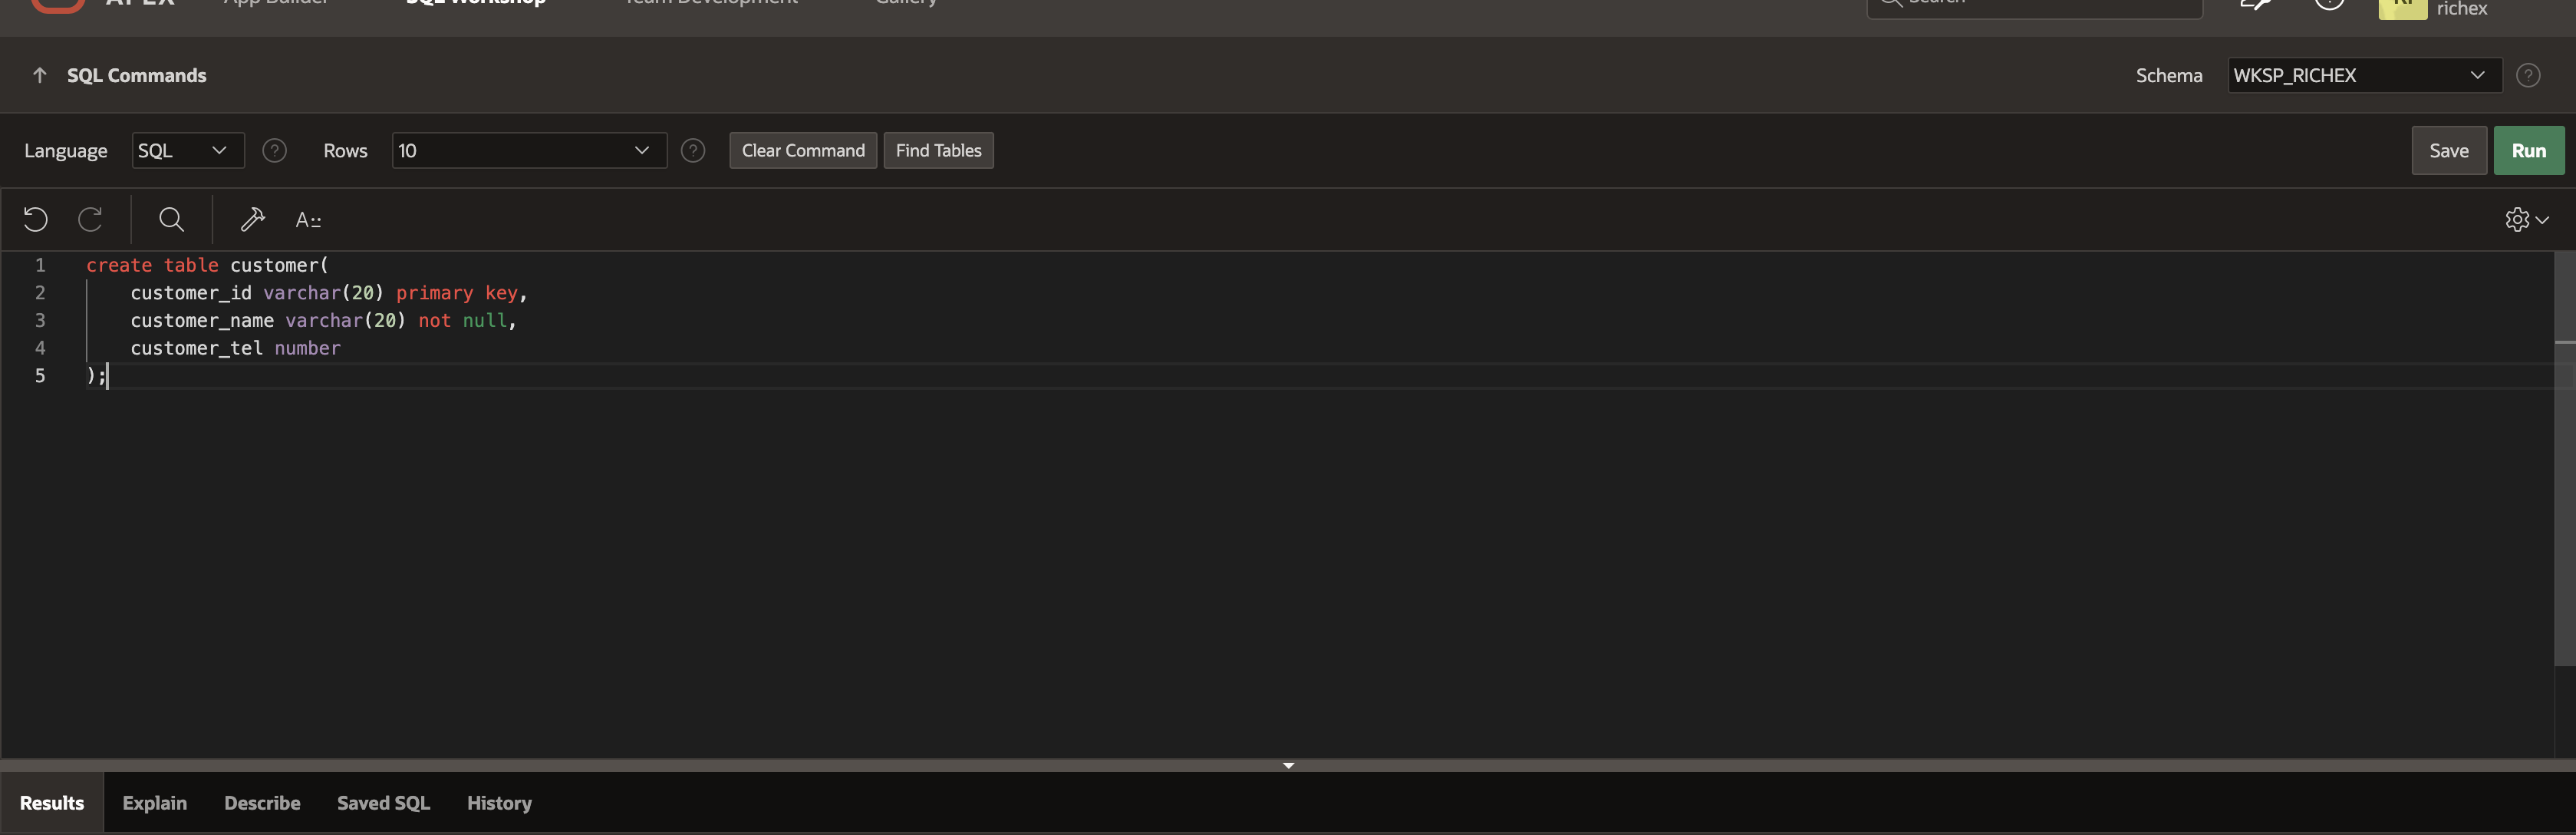 APEX App Builder SQL Workshop Team Development Gallery Search richex
SQL Commands Schema WKSP_RICHEX
Language SQL Rows 10 Clear Command Find Tables Save Run
A::
1 create table customer(
2 customer_id varchar(20) primary key,
3 customer_name varchar(20) not null,
4 customer_tel number
5 );
Results Explain Describe Saved SQL History